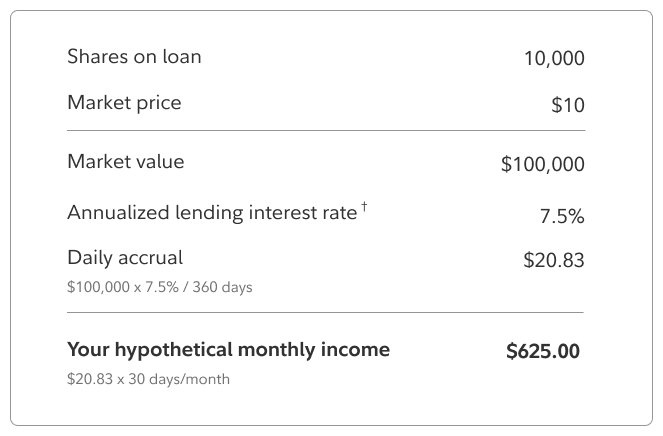 Shares on loan 10,000
Market price $10
Market value $100,000
Annualized lending interest rate† 7.5%
Daily accrual $20.83
$100,000 x 7.5% / 360 days
Your hypothetical monthly income $625.00
$20.83 x 30 days/month